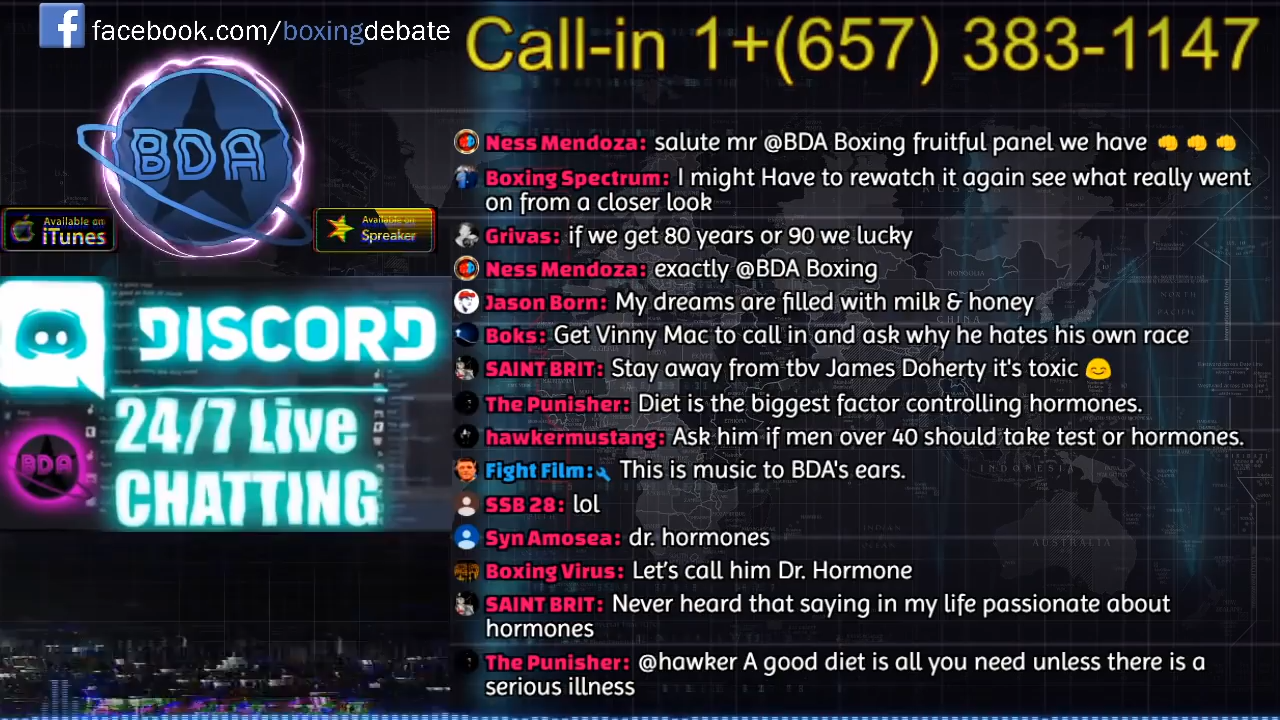 facebook.com/boxingdebate
Call-in 1+(657) 383-1147
BDA
Available on
iTunes
Available on
Spreaker
DISCORD
24/7 Live
CHATTING
BDA
Ness Mendoza: salute mr @BDA Boxing fruitful panel we have 👊 👊 👊
Boxing Spectrum: I might Have to rewatch it again see what really went
on from a closer look
Grivas: if we get 80 years or 90 we lucky
Ness Mendoza: exactly @BDA Boxing
Jason Born: My dreams are filled with milk & honey
Boks: Get Vinny Mac to call in and ask why he hates his own race
SAINT BRIT: Stay away from tbv James Doherty it's toxic 😊
The Punisher: Diet is the biggest factor controlling hormones.
hawkermustang: Ask him if men over 40 should take test or hormones.
Fight Film:🔧 This is music to BDA's ears.
SSB 28: lol
Syn Amosea: dr. hormones
Boxing Virus: Let's call him Dr. Hormone
SAINT BRIT: Never heard that saying in my life passionate about
hormones
The Punisher: @hawker A good diet is all you need unless there is a
serious illness
MONGOLIA
CHINA
INDONESIA
AUSTRALIA